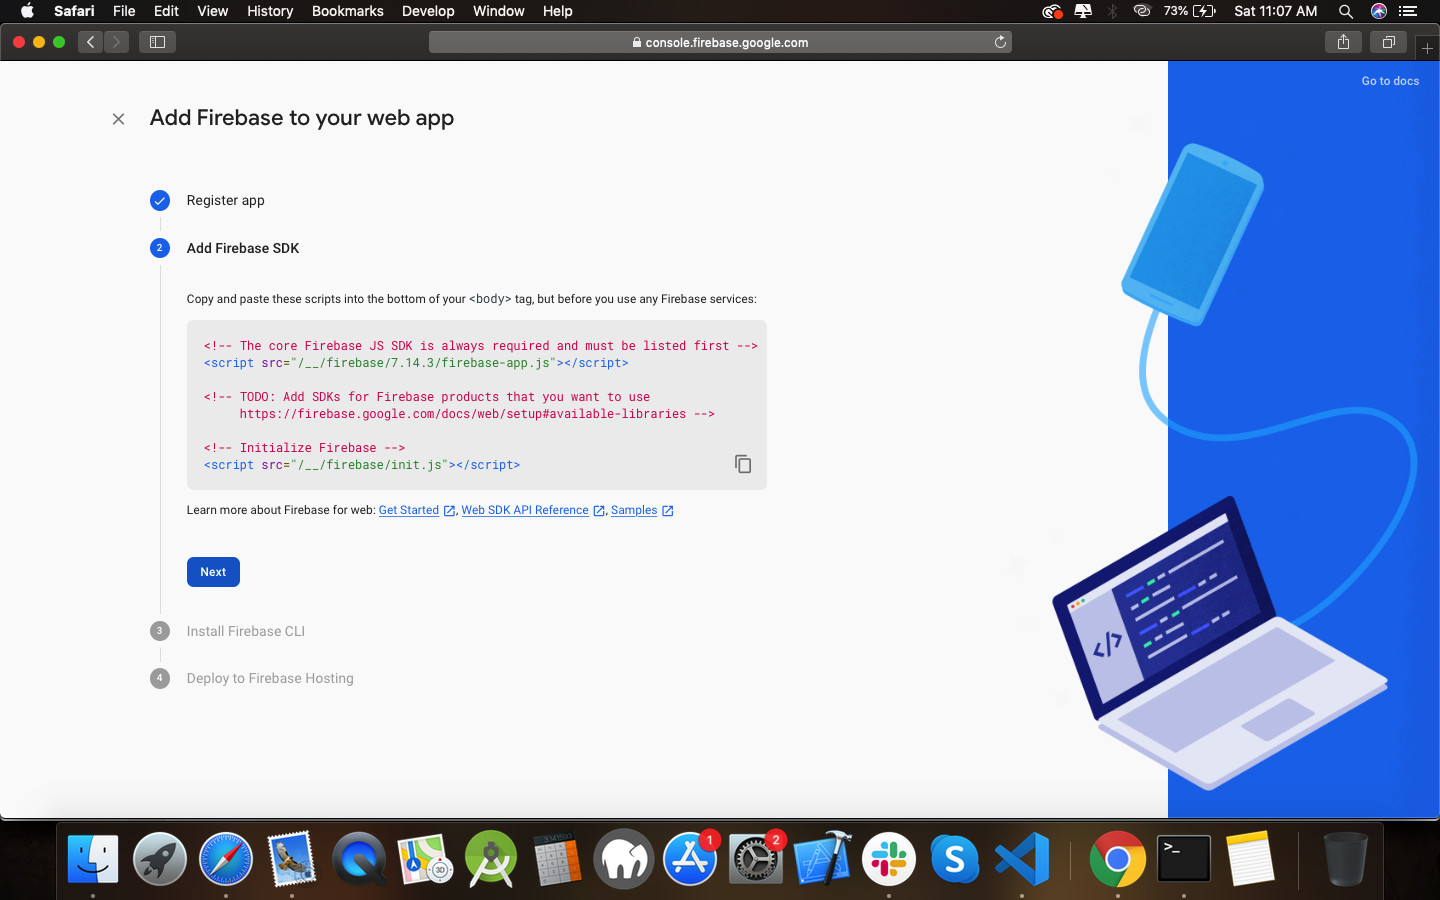 Safari File Edit View History Bookmarks Develop Window Help 73% Sat 11:07 AM
console.firebase.google.com
Go to docs
Add Firebase to your web app
Register app
2 Add Firebase SDK
Copy and paste these scripts into the bottom of your <body> tag, but before you use any Firebase services:
<!-- The core Firebase JS SDK is always required and must be listed first -->
<script src="/__/firebase/7.14.3/firebase-app.js"></script>
<!-- TODO: Add SDKs for Firebase products that you want to use
https://firebase.google.com/docs/web/setup#available-libraries -->
<!-- Initialize Firebase -->
<script src="/__/firebase/init.js"></script>
Learn more about Firebase for web: Get Started, Web SDK API Reference, Samples
Next
3 Install Firebase CLI
4 Deploy to Firebase Hosting
</>
1
2
3D
S
>_